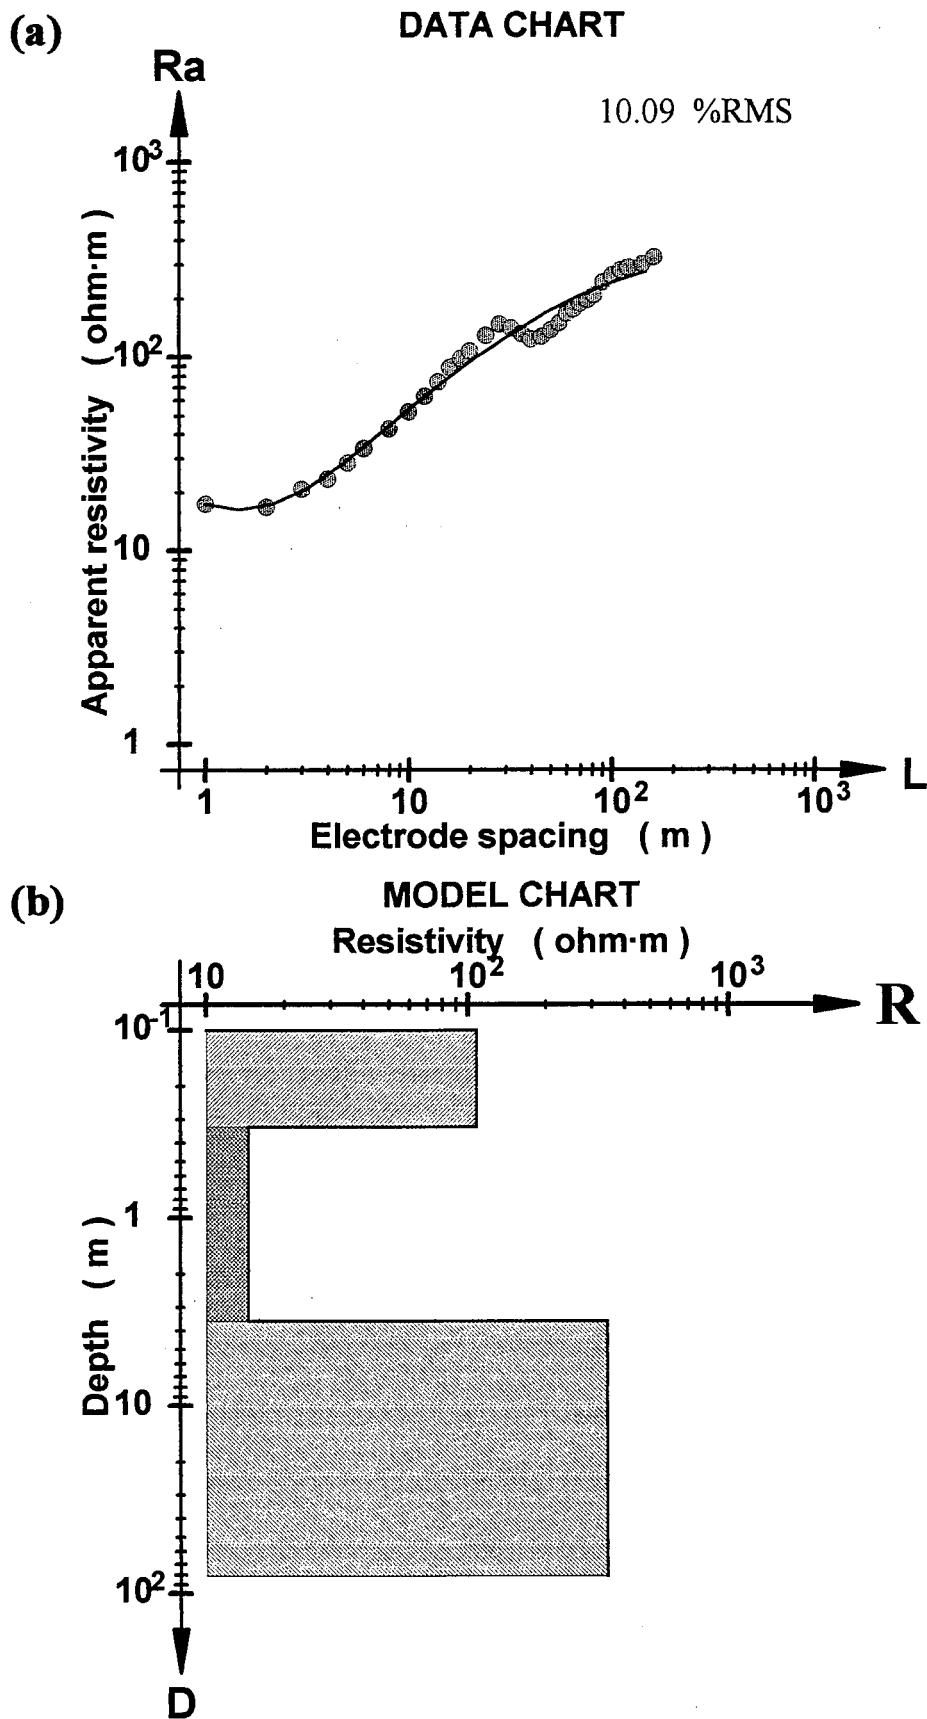 (a)
DATA CHART
Ra
10.09 %RMS
10³
10²
10
1
Apparent resistivity ( ohm·m )
1 10 10² 10³
L
Electrode spacing ( m )
(b)
MODEL CHART
Resistivity ( ohm·m )
10 10² 10³
R
10⁻¹
1
10
10²
Depth ( m )
D